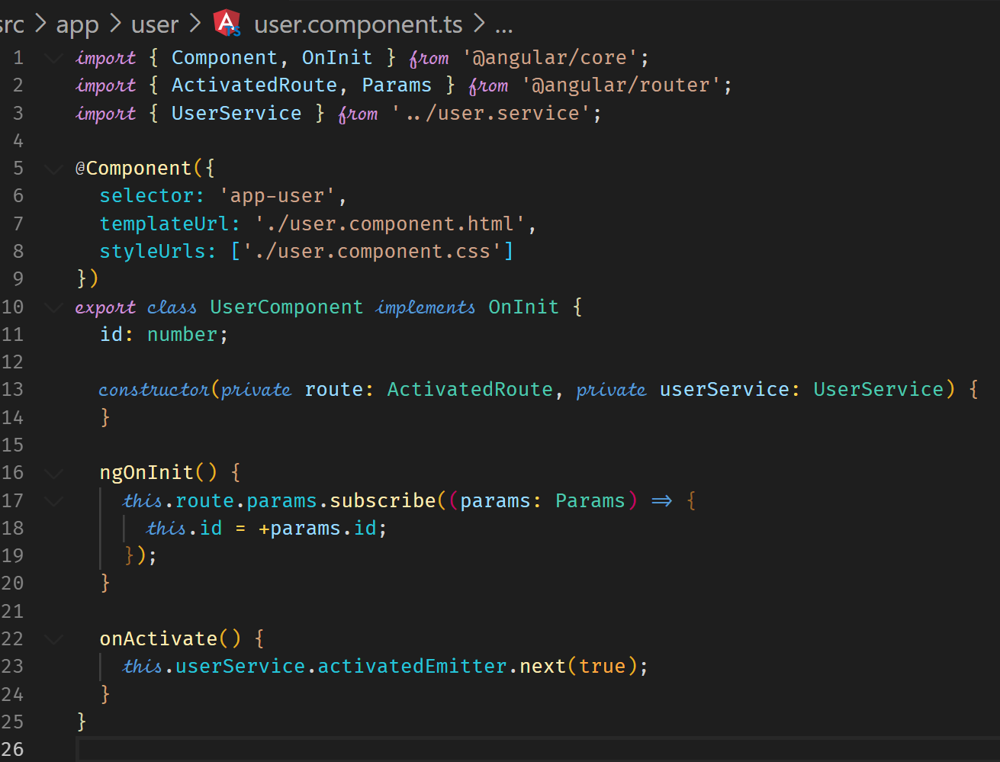 src > app > user > user.component.ts > ...
1 import { Component, OnInit } from '@angular/core';
2 import { ActivatedRoute, Params } from '@angular/router';
3 import { UserService } from '../user.service';
4
5 @Component({
6   selector: 'app-user',
7   templateUrl: './user.component.html',
8   styleUrls: ['./user.component.css']
9 })
10 export class UserComponent implements OnInit {
11   id: number;
12
13   constructor(private route: ActivatedRoute, private userService: UserService) {
14   }
15
16   ngOnInit() {
17     this.route.params.subscribe((params: Params) => {
18       this.id = +params.id;
19     });
20   }
21
22   onActivate() {
23     this.userService.activatedEmitter.next(true);
24   }
25 }
26